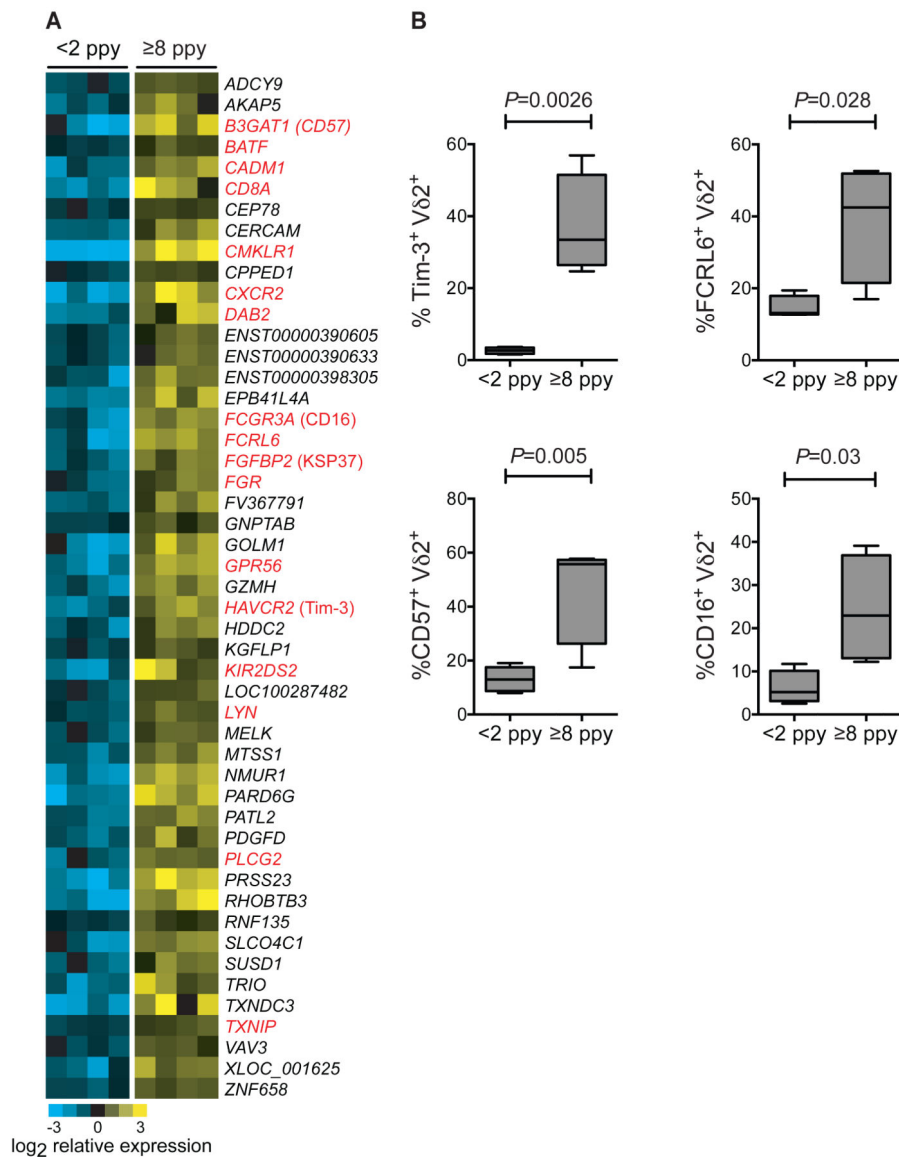 A
<2 ppy ≥8 ppy
ADCY9
AKAP5
B3GAT1 (CD57)
BATF
CADM1
CD8A
CEP78
CERCAM
CMKLR1
CPPED1
CXCR2
DAB2
ENST00000390605
ENST00000390633
ENST00000398305
EPB41L4A
FCGR3A (CD16)
FCRL6
FGFBP2 (KSP37)
FGR
FV367791
GNPTAB
GOLM1
GPR56
GZMH
HAVCR2 (Tim-3)
HDDC2
KGFLP1
KIR2DS2
LOC100287482
LYN
MELK
MTSS1
NMUR1
PARD6G
PATL2
PDGFD
PLCG2
PRSS23
RHOBTB3
RNF135
SLCO4C1
SUSD1
TRIO
TXNDC3
TXNIP
VAV3
XLOC_001625
ZNF658
-3 0 3
log2 relative expression
B
P=0.0026
% Tim-3+ Vδ2+
60
40
20
0
<2 ppy ≥8 ppy
P=0.028
%FCRL6+ Vδ2+
60
40
20
0
<2 ppy ≥8 ppy
P=0.005
%CD57+ Vδ2+
80
60
40
20
0
<2 ppy ≥8 ppy
P=0.03
%CD16+ Vδ2+
50
40
30
20
10
0
<2 ppy ≥8 ppy